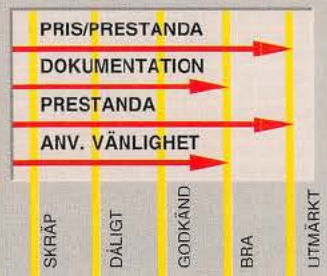 PRIS/PRESTANDA
DOKUMENTATION
PRESTANDA
ANV. VÄNLIGHET
SKRÄP
DÅLIGT
GODKÄND
BRA
UTMÄRKT